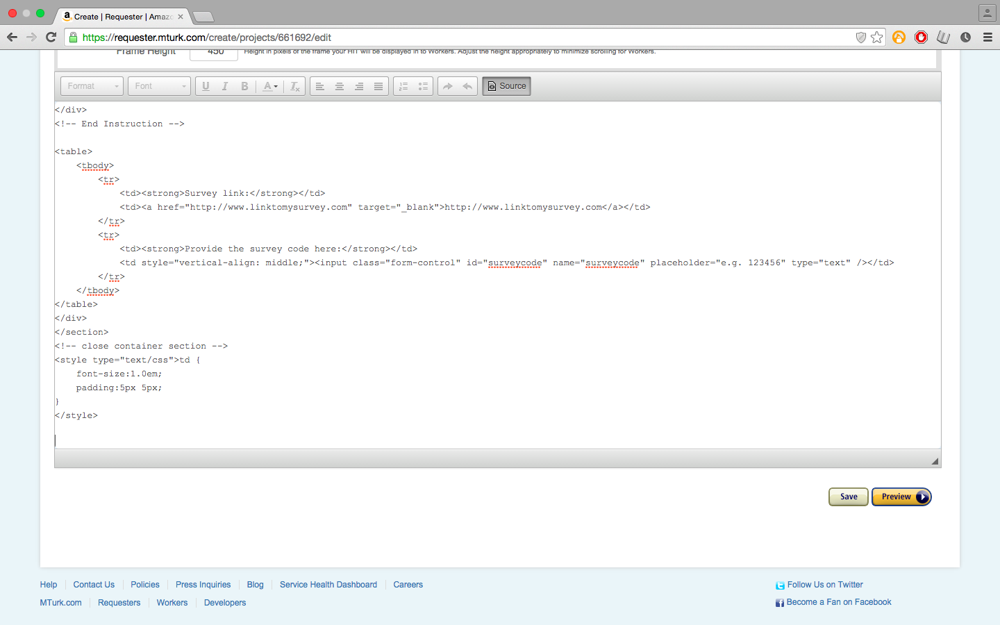 Create | Requester | Amaz
https://requester.mturk.com/create/projects/661692/edit
Frame Height 450 Height in pixels of the frame your HIT will be displayed in to Workers. Adjust the height appropriately to minimize scrolling for Workers.
Format Font U I B A Ix Source
</div>
<!-- End Instruction -->
<table>
<tbody>
<tr>
<td><strong>Survey link:</strong></td>
<td><a href="http://www.linktomysurvey.com" target="_blank">http://www.linktomysurvey.com</a></td>
</tr>
<tr>
<td><strong>Provide the survey code here:</strong></td>
<td style="vertical-align: middle;"><input class="form-control" id="surveycode" name="surveycode" placeholder="e.g. 123456" type="text" /></td>
</tr>
</tbody>
</table>
</div>
</section>
<!-- close container section -->
<style type="text/css">td {
font-size:1.0em;
padding:5px 5px;
}
</style>
Save Preview
Help Contact Us Policies Press Inquiries Blog Service Health Dashboard Careers Follow Us on Twitter
MTurk.com Requesters Workers Developers Become a Fan on Facebook